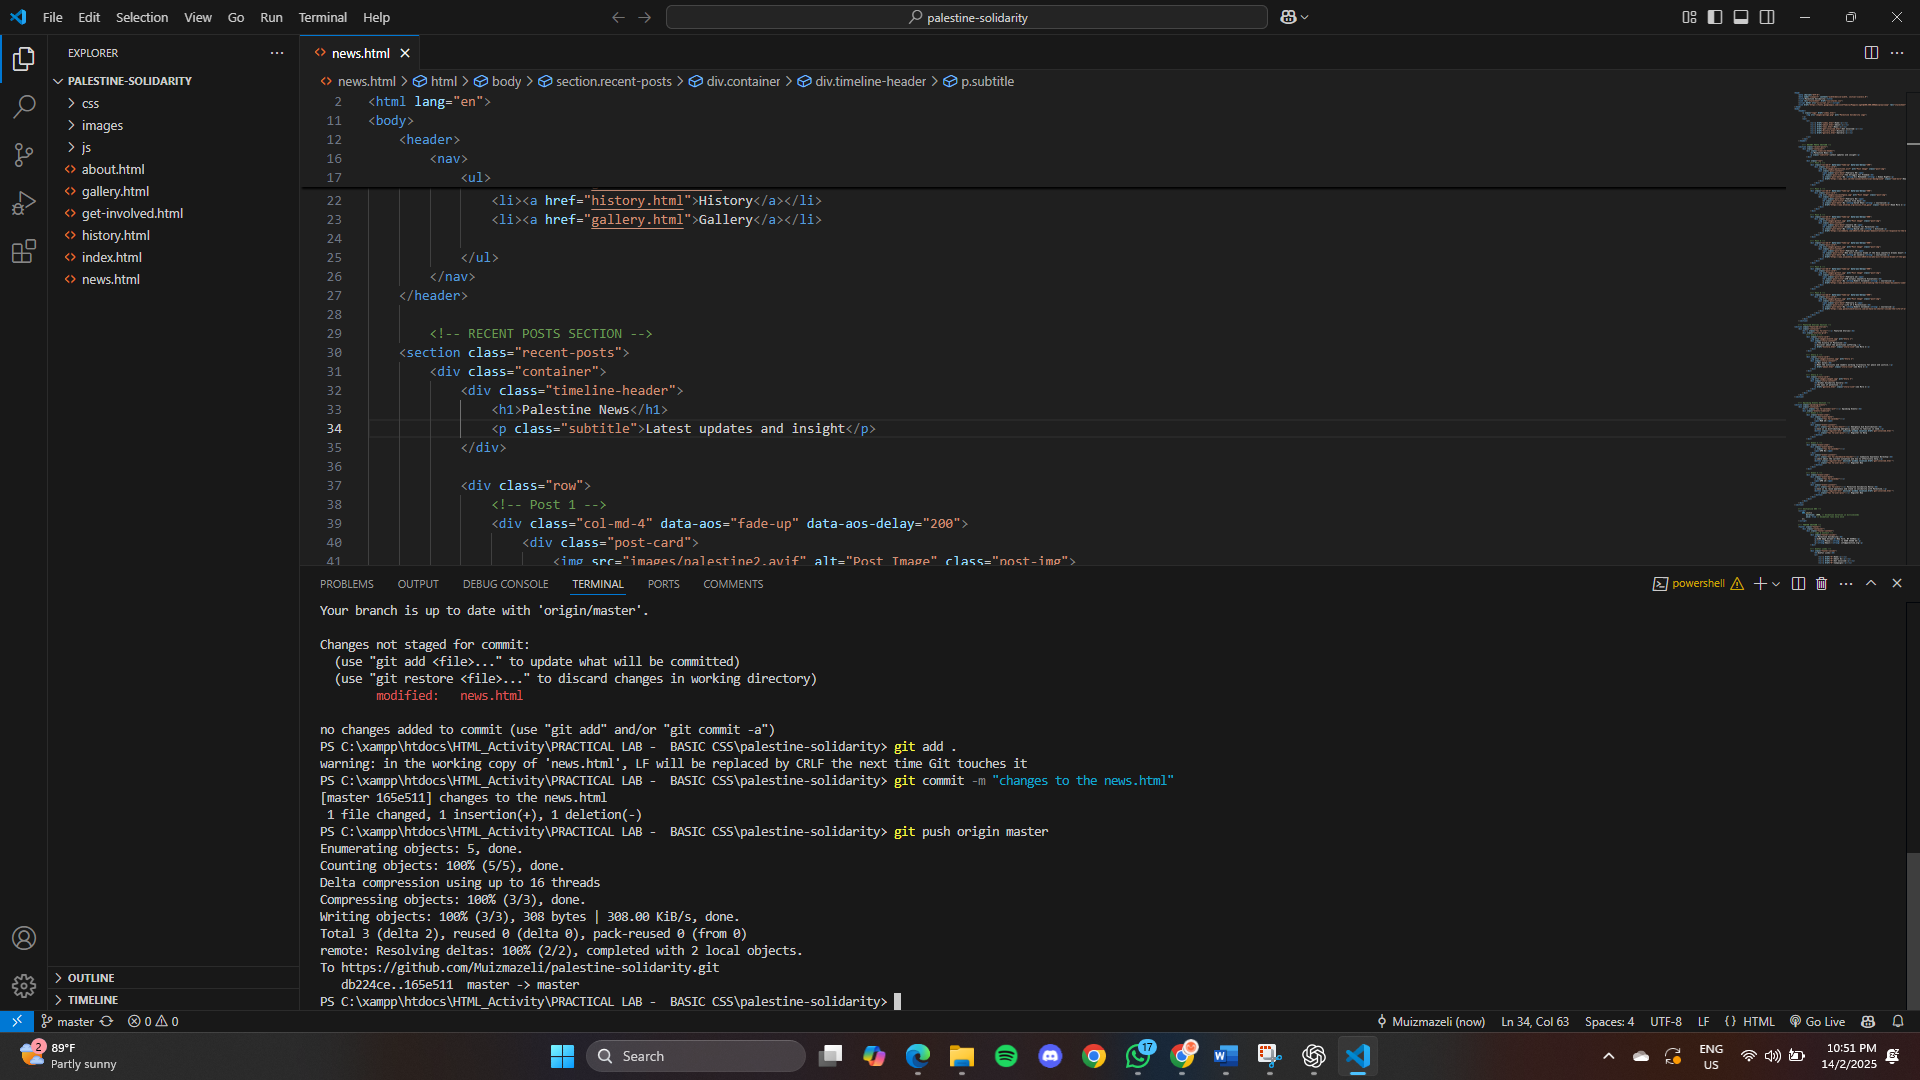 File Edit Selection View Go Run Terminal Help
palestine-solidarity
EXPLORER
PALESTINE-SOLIDARITY
css
images
js
about.html
gallery.html
get-involved.html
history.html
index.html
news.html
OUTLINE
TIMELINE
news.html
news.html > html > body > section.recent-posts > div.container > div.timeline-header > p.subtitle
2 <html lang="en">
11 <body>
12 <header>
16 <nav>
17 <ul>
22 <li><a href="history.html">History</a></li>
23 <li><a href="gallery.html">Gallery</a></li>
24
25 </ul>
26 </nav>
27 </header>
28
29 <!-- RECENT POSTS SECTION -->
30 <section class="recent-posts">
31 <div class="container">
32 <div class="timeline-header">
33 <h1>Palestine News</h1>
34 <p class="subtitle">Latest updates and insight</p>
35 </div>
36
37 <div class="row">
38 <!-- Post 1 -->
39 <div class="col-md-4" data-aos="fade-up" data-aos-delay="200">
40 <div class="post-card">
41 <img src="images/palestine2.avif" alt="Post Image" class="post-img">
PROBLEMS OUTPUT DEBUG CONSOLE TERMINAL PORTS COMMENTS
powershell
Your branch is up to date with 'origin/master'.
Changes not staged for commit:
(use "git add <file>..." to update what will be committed)
(use "git restore <file>..." to discard changes in working directory)
modified: news.html
no changes added to commit (use "git add" and/or "git commit -a")
PS C:\xampp\htdocs\HTML_Activity\PRACTICAL LAB - BASIC CSS\palestine-solidarity> git add .
warning: in the working copy of 'news.html', LF will be replaced by CRLF the next time Git touches it
PS C:\xampp\htdocs\HTML_Activity\PRACTICAL LAB - BASIC CSS\palestine-solidarity> git commit -m "changes to the news.html"
[master 165e511] changes to the news.html
1 file changed, 1 insertion(+), 1 deletion(-)
PS C:\xampp\htdocs\HTML_Activity\PRACTICAL LAB - BASIC CSS\palestine-solidarity> git push origin master
Enumerating objects: 5, done.
Counting objects: 100% (5/5), done.
Delta compression using up to 16 threads
Compressing objects: 100% (3/3), done.
Writing objects: 100% (3/3), 308 bytes | 308.00 KiB/s, done.
Total 3 (delta 2), reused 0 (delta 0), pack-reused 0 (from 0)
remote: Resolving deltas: 100% (2/2), completed with 2 local objects.
To https://github.com/Muizmazeli/palestine-solidarity.git
db224ce..165e511 master -> master
PS C:\xampp\htdocs\HTML_Activity\PRACTICAL LAB - BASIC CSS\palestine-solidarity>
master 0 0 Muizmazeli (now) Ln 34, Col 63 Spaces: 4 UTF-8 LF {} HTML Go Live
2
89°F
Partly sunny
Search
17
ENG
US
10:51 PM
14/2/2025